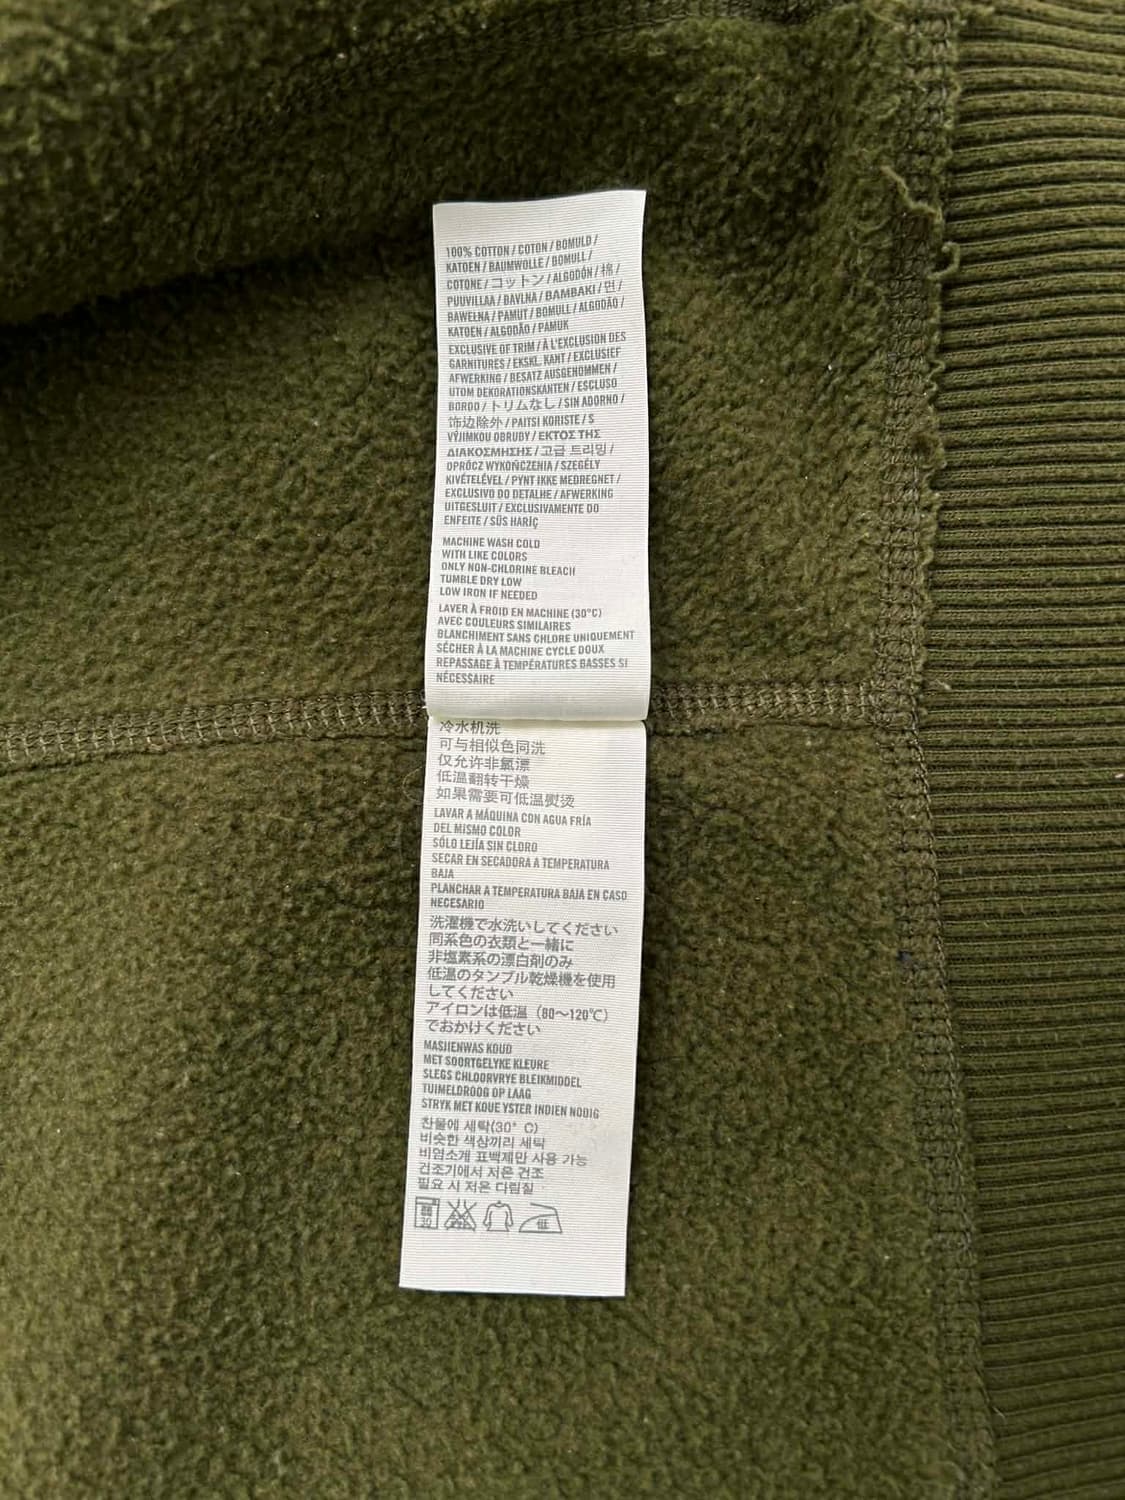 100% COTTON / COTON / BOMULD /
KATOEN / BAUMWOLLE / BOMULL /
COTONE / コットン / ALGODÓN / 棉 /
PUUVILLAA / BAVLNA / ΒΑΜΒΑΚΙ / 면 /
BAWEŁNA / PAMUT / BOMULL / ALGODÃO /
KATOEN / ALGODÃO / PAMUK
EXCLUSIVE OF TRIM / À L'EXCLUSION DES
GARNITURES / EKSKL. KANT / EXCLUSIEF
AFWERKING / BESATZ AUSGENOMMEN /
UTOM DEKORATIONSKANTEN / ESCLUSO
BORDO / トリムなし / SIN ADORNO /
饰边除外 / PAITSI KORISTE / S
VÝJIMKOU OBRUBY / ΕΚΤΟΣ ΤΗΣ
ΔΙΑΚΟΣΜΗΣΗΣ / 고급 트리밍 /
OPRÓCZ WYKOŃCZENIA / SZEGÉLY
KIVÉTELÉVEL / PYNT IKKE MEDREGNET /
EXCLUSIVO DO DETALHE / AFWERKING
UITGESLUIT / EXCLUSIVAMENTE DO
ENFEITE / SÜS HARİÇ
MACHINE WASH COLD
WITH LIKE COLORS
ONLY NON-CHLORINE BLEACH
TUMBLE DRY LOW
LOW IRON IF NEEDED
LAVER À FROID EN MACHINE (30°C)
AVEC COULEURS SIMILAIRES
BLANCHIMENT SANS CHLORE UNIQUEMENT
SÉCHER À LA MACHINE CYCLE DOUX
REPASSAGE À TEMPÉRATURES BASSES SI
NÉCESSAIRE
冷水机洗
可与相似色同洗
仅允许非氯漂
低温翻转干燥
如果需要可低温熨烫
LAVAR A MÁQUINA CON AGUA FRÍA
DEL MISMO COLOR
SÓLO LEJÍA SIN CLORO
SECAR EN SECADORA A TEMPERATURA
BAJA
PLANCHAR A TEMPERATURA BAJA EN CASO
NECESARIO
洗濯機で水洗いしてください
同系色の衣類と一緒に
非塩素系の漂白剤のみ
低温のタンブル乾燥機を使用
してください
アイロンは低温（80～120℃）
でおかけください
MASJIENWAS KOUD
MET SOORTGELYKE KLEURE
SLEGS CHLOORVRYE BLEIKMIDDEL
TUIMELDROOG OP LAAG
STRYK MET KOUE YSTER INDIEN NODIG
찬물에 세탁(30° C)
비슷한 색상끼리 세탁
비염소계 표백제만 사용 가능
건조기에서 저온 건조
필요 시 저온 다림질
30 低